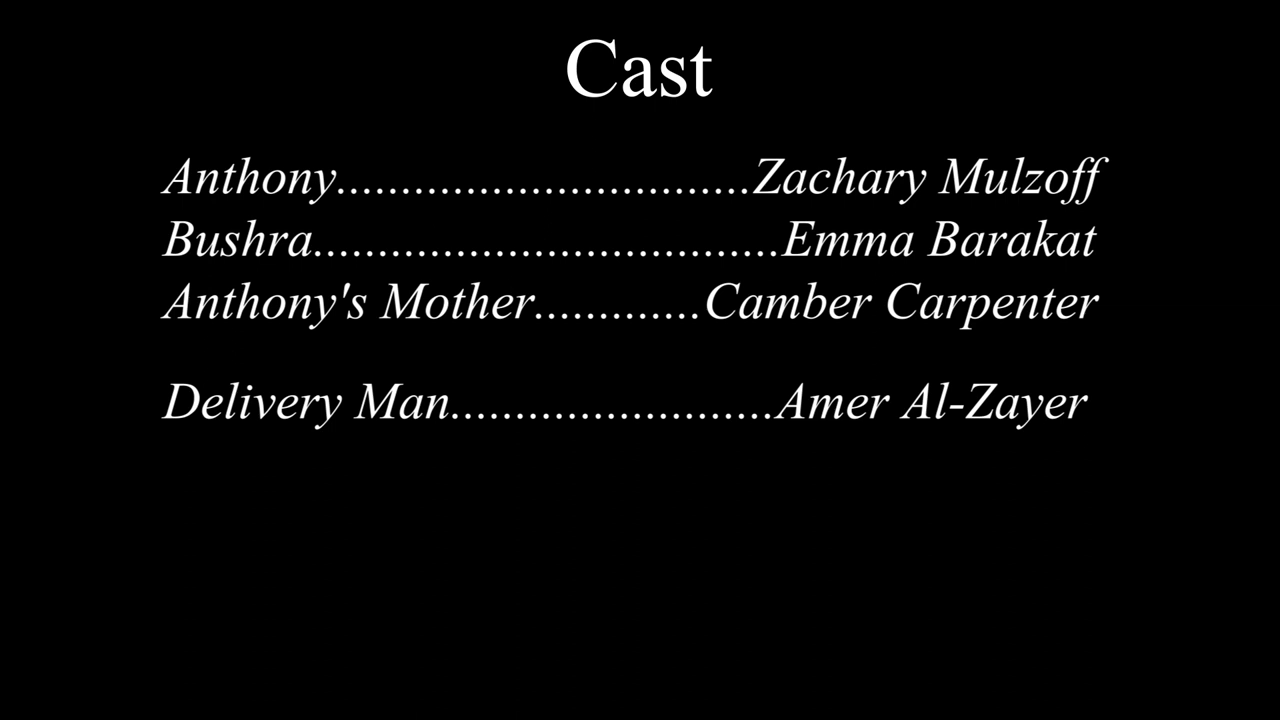 Cast
Anthony................................Zachary Mulzoff
Bushra....................................Emma Barakat
Anthony's Mother.............Camber Carpenter
Delivery Man.........................Amer Al-Zayer